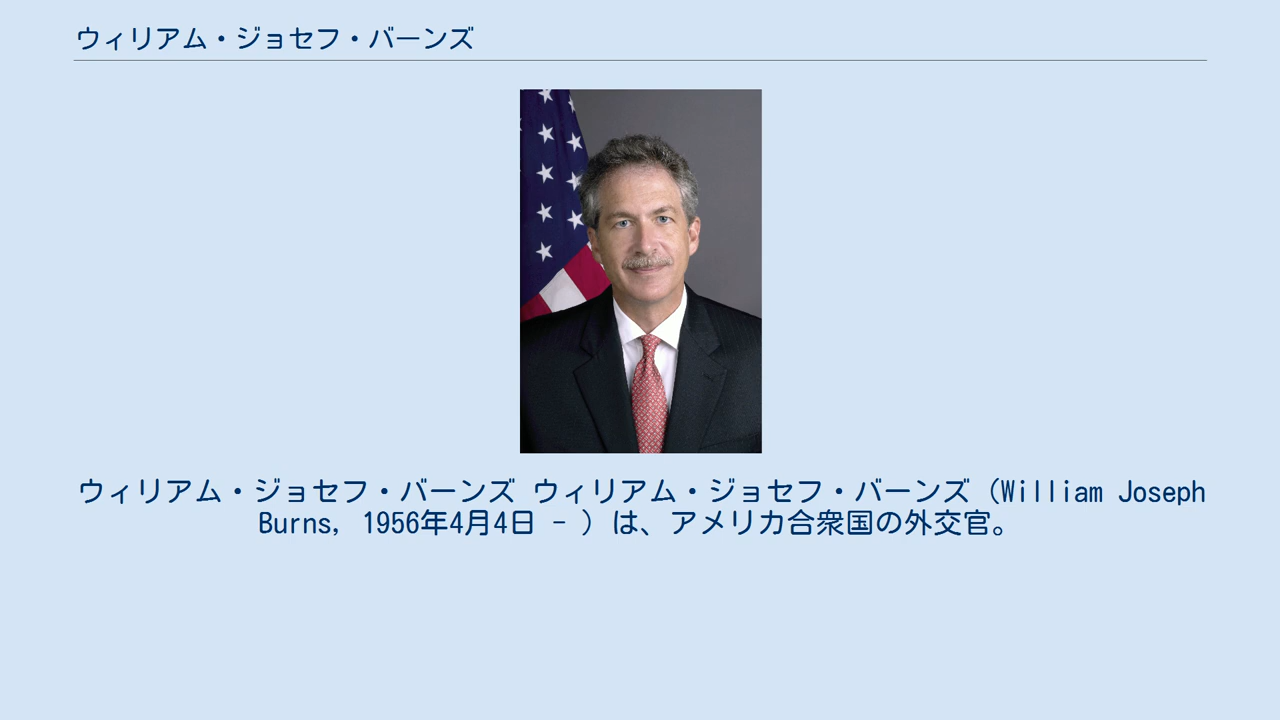 ウィリアム・ジョセフ・バーンズ
ウィリアム・ジョセフ・バーンズ ウィリアム・ジョセフ・バーンズ（William Joseph
Burns, 1956年4月4日 - ）は、アメリカ合衆国の外交官。